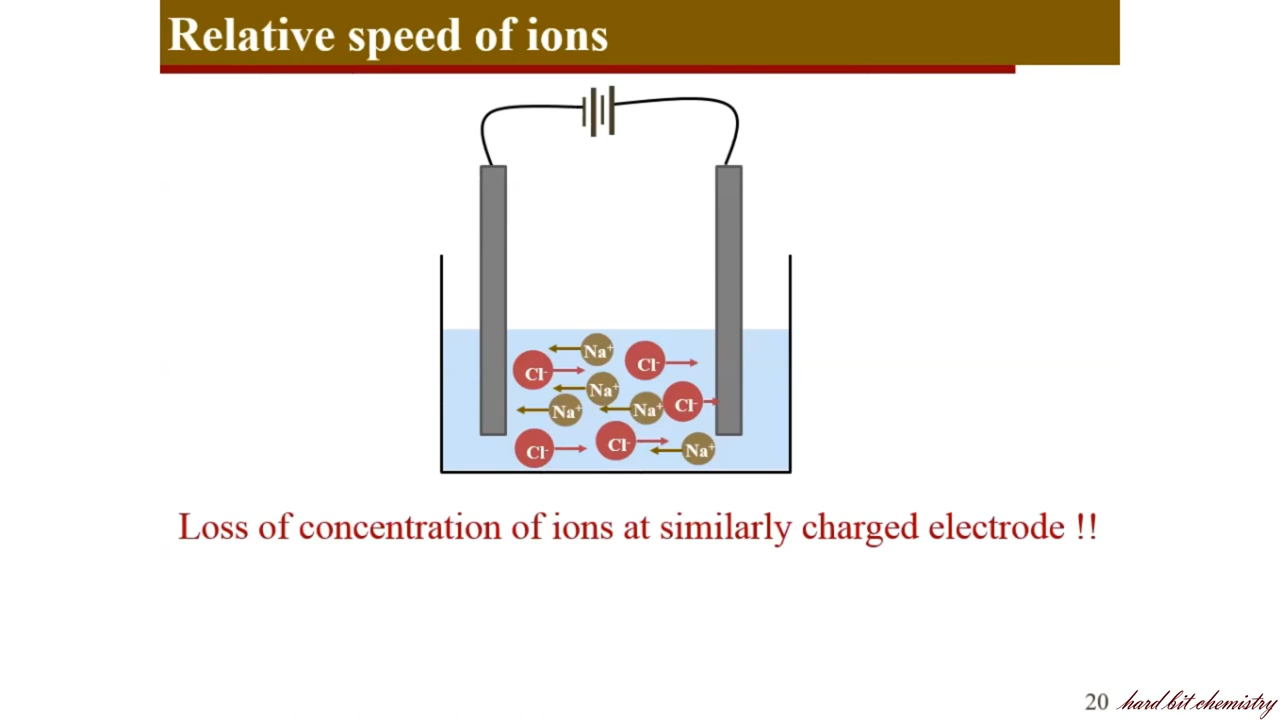 Relative speed of ions
Na⁺
Cl⁻
Cl⁻
Na⁺
Na⁺
Na⁺
Cl⁻
Cl⁻
Cl⁻
Na⁺
Loss of concentration of ions at similarly charged electrode !!
20
hard bit chemistry